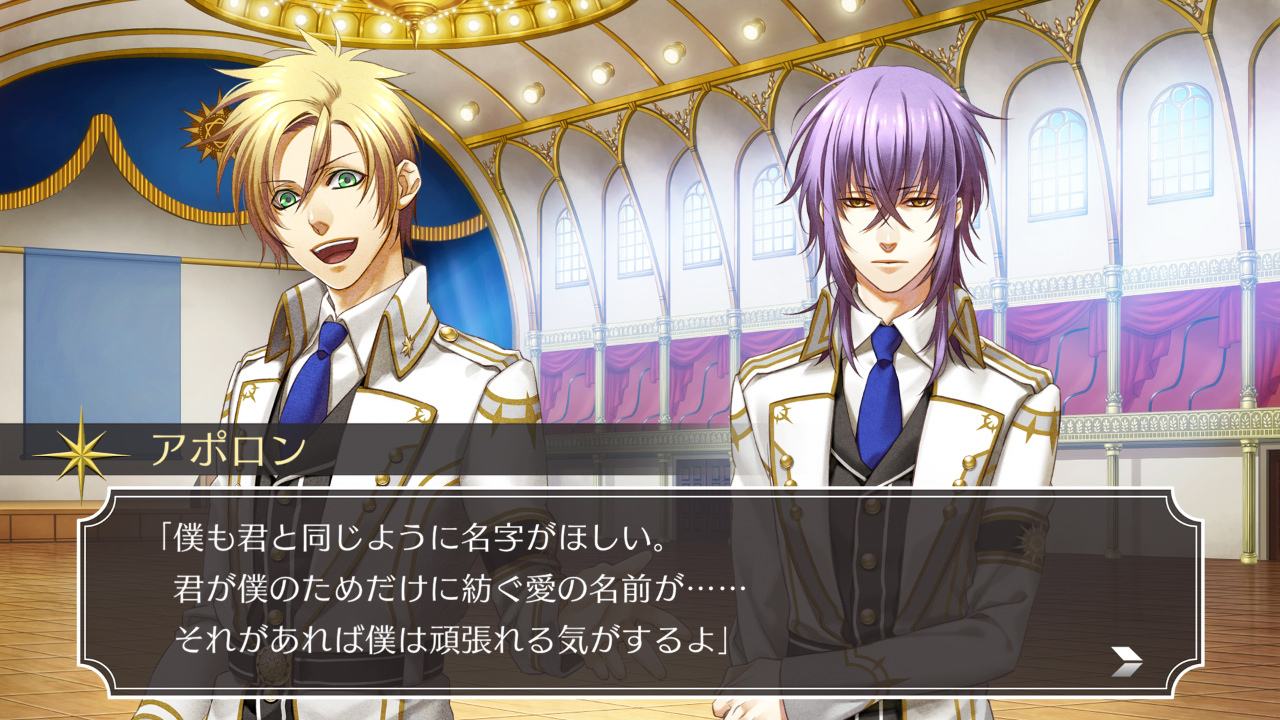 アポロン
「僕も君と同じように名字がほしい。
君が僕のためだけに紡ぐ愛の名前が……
それがあれば僕は頑張れる気がするよ」